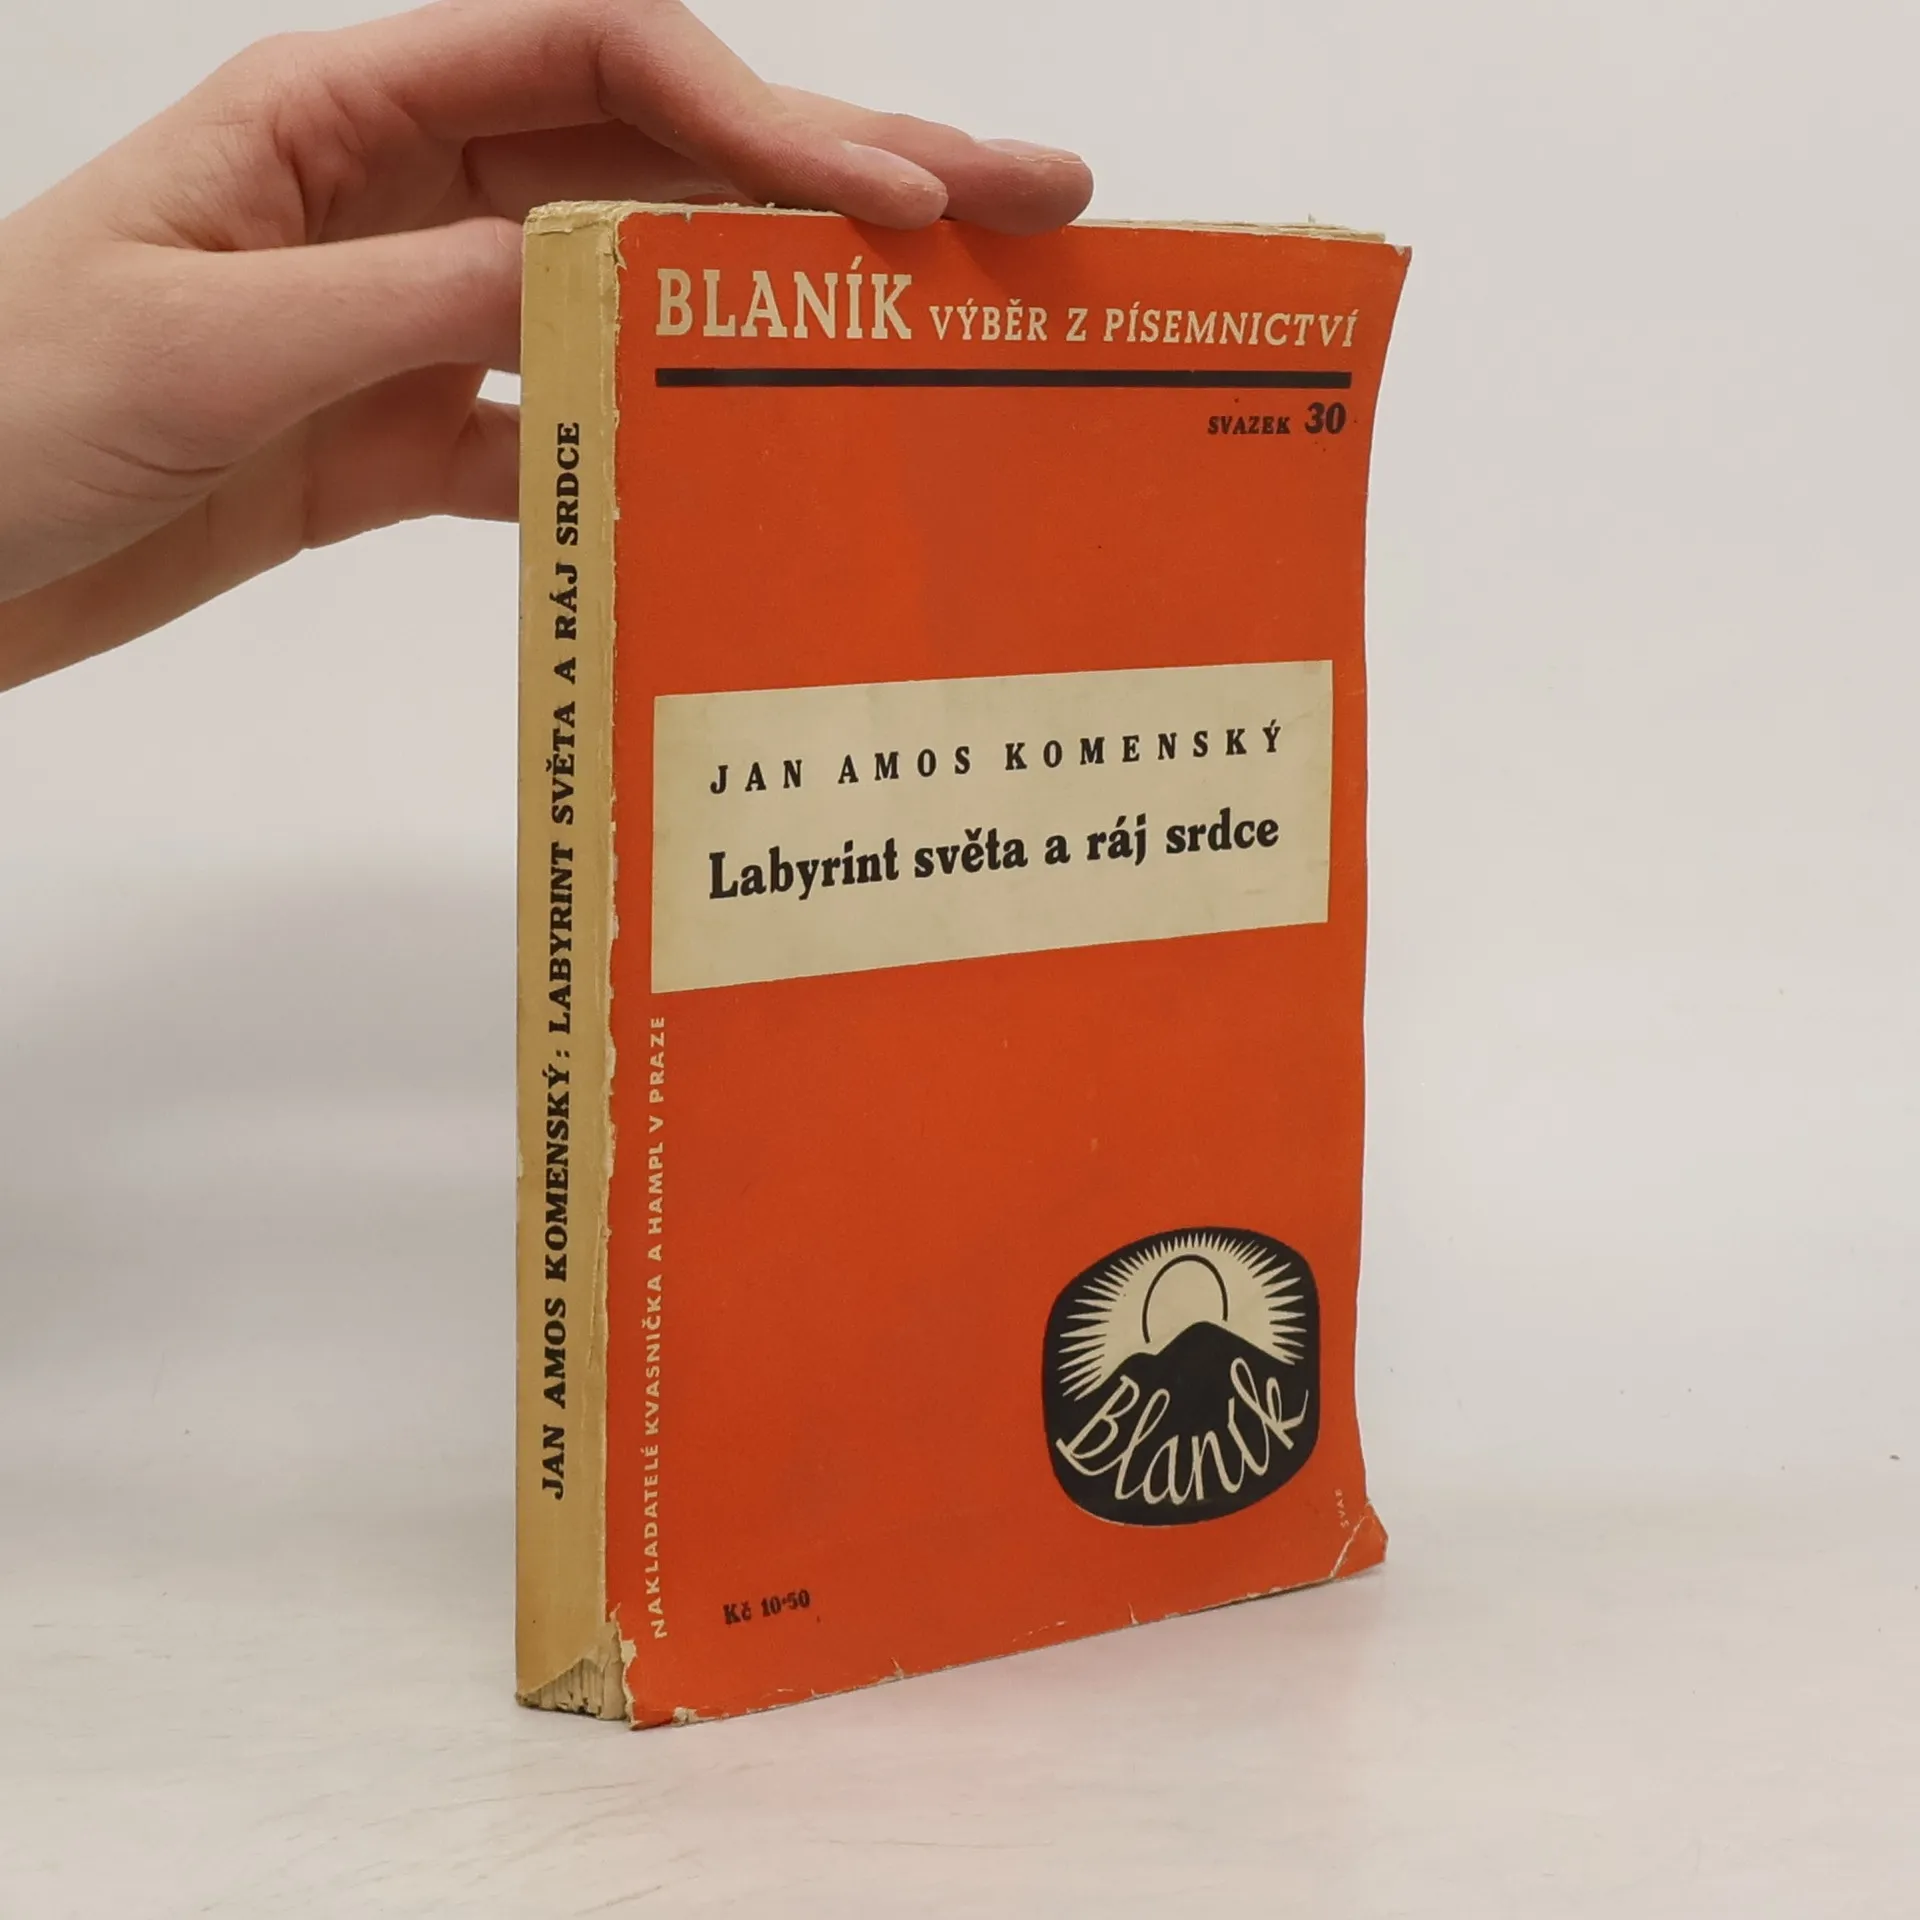 BLANÍK VÝBĚR Z PÍSEMNICTVÍ
SVAZEK 30
JAN AMOS KOMENSKÝ
Labyrint světa a ráj srdce
NAKLADATELÉ KVASNIČKA A HAMPL V PRAZE
Blaník
Kč 10·50
JAN AMOS KOMENSKÝ: LABYRINT SVĚTA A RÁJ SRDCE